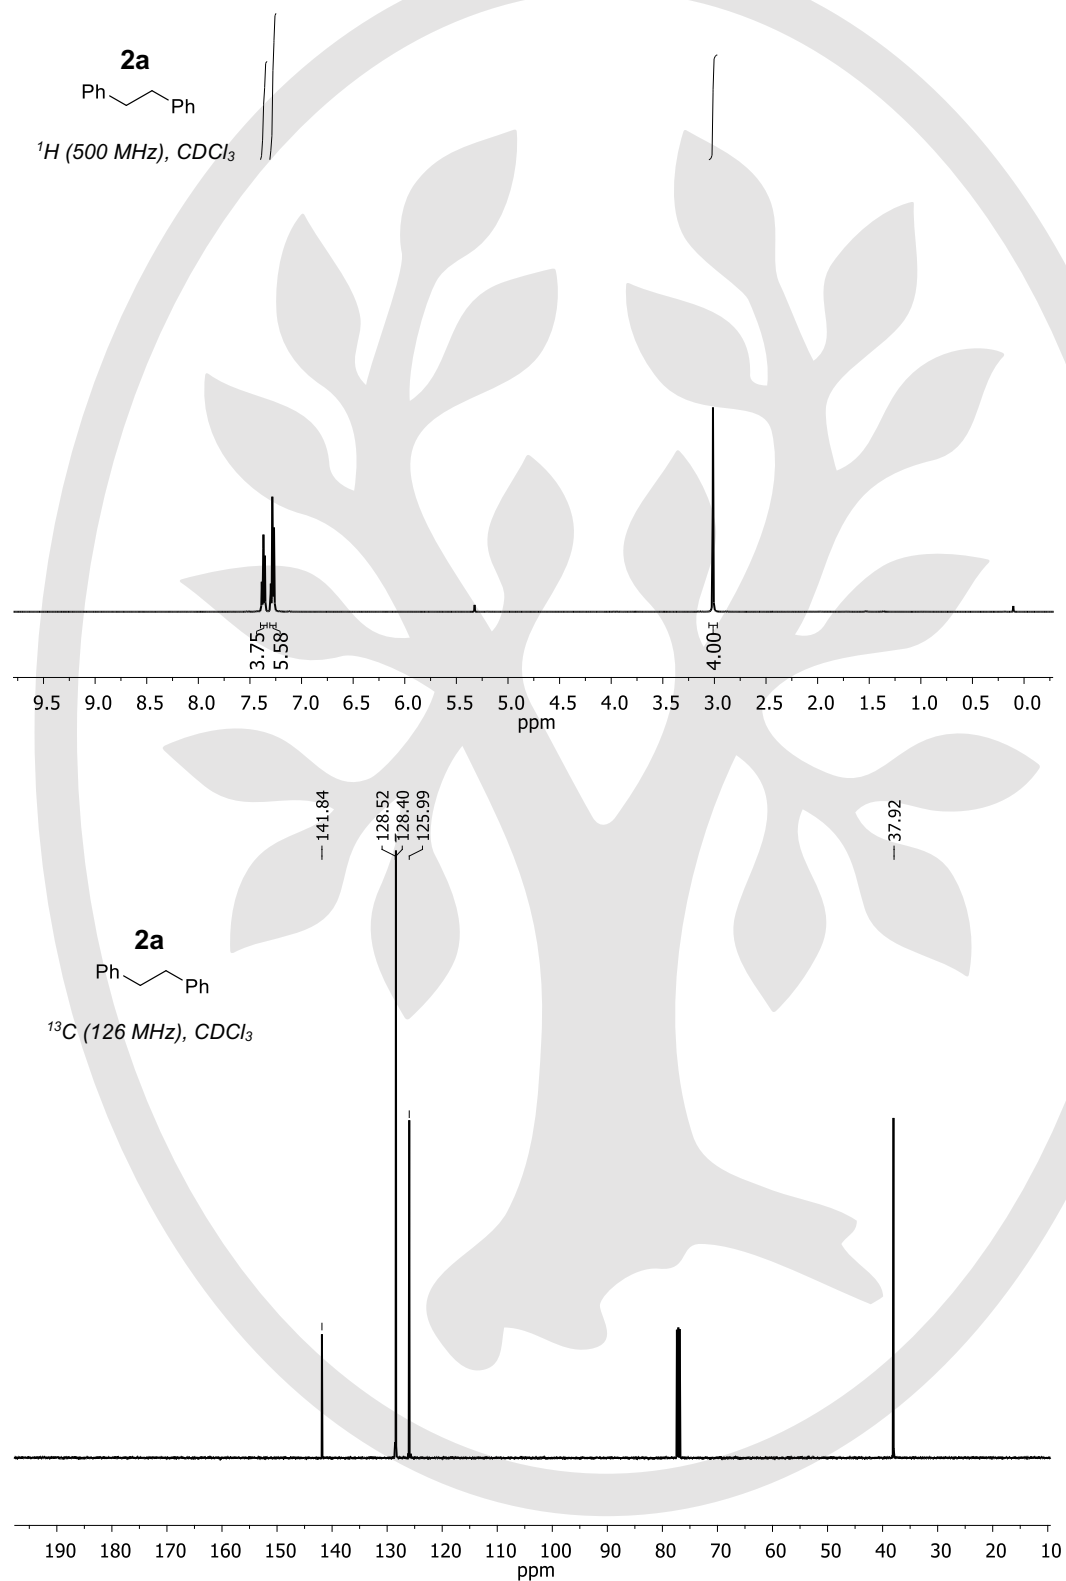 2a
Ph
Ph
¹H (500 MHz), CDCl₃
3.75
5.58
4.00
9.5 9.0 8.5 8.0 7.5 7.0 6.5 6.0 5.5 5.0 4.5 4.0 3.5 3.0 2.5 2.0 1.5 1.0 0.5 0.0
ppm
141.84
128.52
128.40
125.99
37.92
2a
Ph
Ph
¹³C (126 MHz), CDCl₃
190 180 170 160 150 140 130 120 110 100 90 80 70 60 50 40 30 20 10
ppm